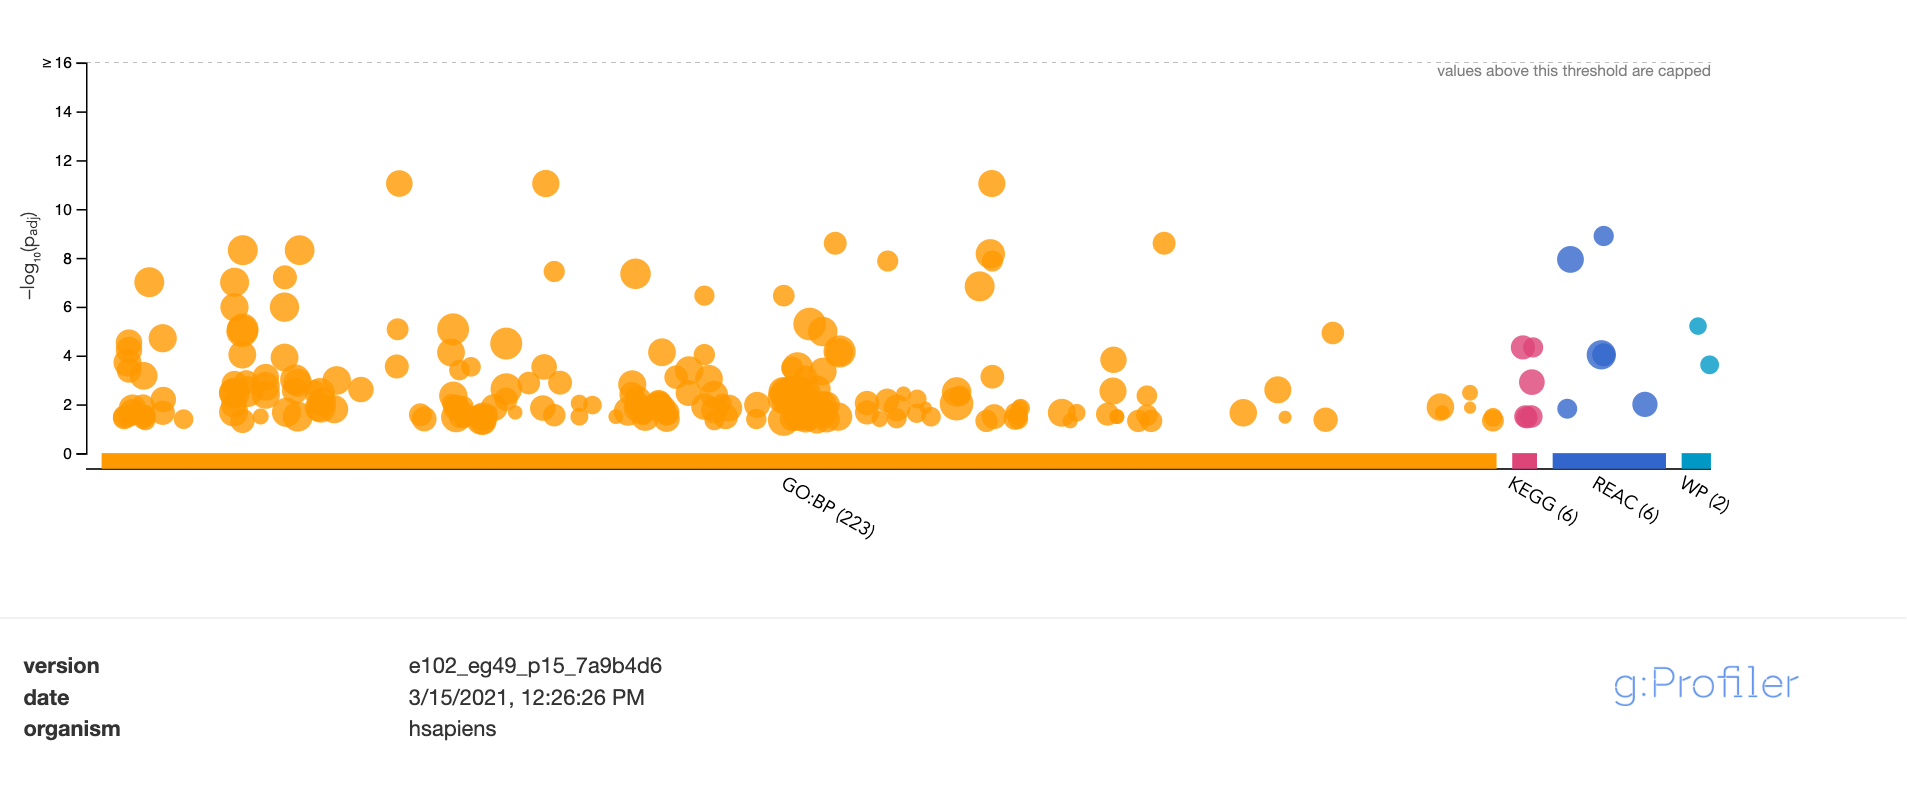 ≥ 16
values above this threshold are capped
14
12
10
8
6
4
2
0
−log₁₀(padj)
GO:BP (223)
KEGG (6)
REAC (6)
WP (2)
version e102_eg49_p15_7a9b4d6
date 3/15/2021, 12:26:26 PM
organism hsapiens
g:Profiler